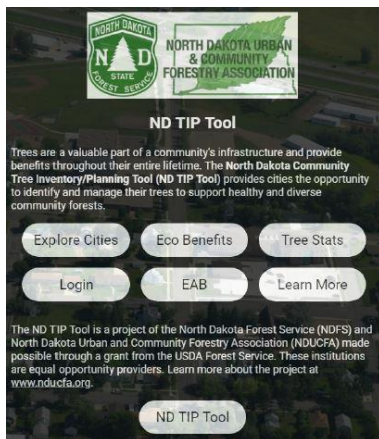 NORTH DAKOTA
N D
STATE
FOREST SERVICE
NORTH DAKOTA URBAN
& COMMUNITY
FORESTRY ASSOCIATION
ND TIP Tool
Trees are a valuable part of a community's infrastructure and provide
benefits throughout their entire lifetime. The North Dakota Community
Tree Inventory/Planning Tool (ND TIP Tool) provides cities the opportunity
to identify and manage their trees to support healthy and diverse
community forests.
Explore Cities Eco Benefits Tree Stats
Login EAB Learn More
The ND TIP Tool is a project of the North Dakota Forest Service (NDFS) and
North Dakota Urban and Community Forestry Association (NDUCFA) made
possible through a grant from the USDA Forest Service. These institutions
are equal opportunity providers. Learn more about the project at
www.nducfa.org.
ND TIP Tool